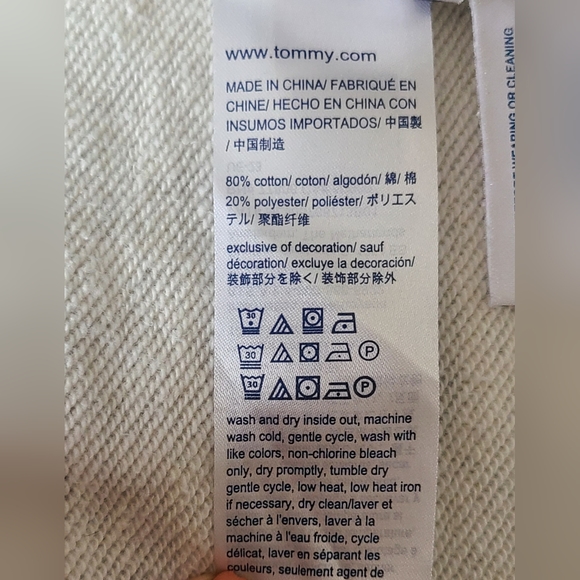 www.tommy.com
MADE IN CHINA/ FABRIQUÉ EN
CHINE/ HECHO EN CHINA CON
INSUMOS IMPORTADOS/ 中国製
/ 中国制造
80% cotton/ coton/ algodón/ 綿/ 棉
20% polyester/ poliéster/ ポリエス
テル/ 聚酯纤维
exclusive of decoration/ sauf
décoration/ excluye la decoración/
装飾部分を除く/ 装饰部分除外
30
30 P
30 P
wash and dry inside out, machine
wash cold, gentle cycle, wash with
like colors, non-chlorine bleach
only, dry promptly, tumble dry
gentle cycle, low heat, low heat iron
if necessary, dry clean/laver et
sécher à l'envers, laver à la
machine à l'eau froide, cycle
délicat, laver en séparant les
couleurs, seulement agent de
WEARING OR CLEANING